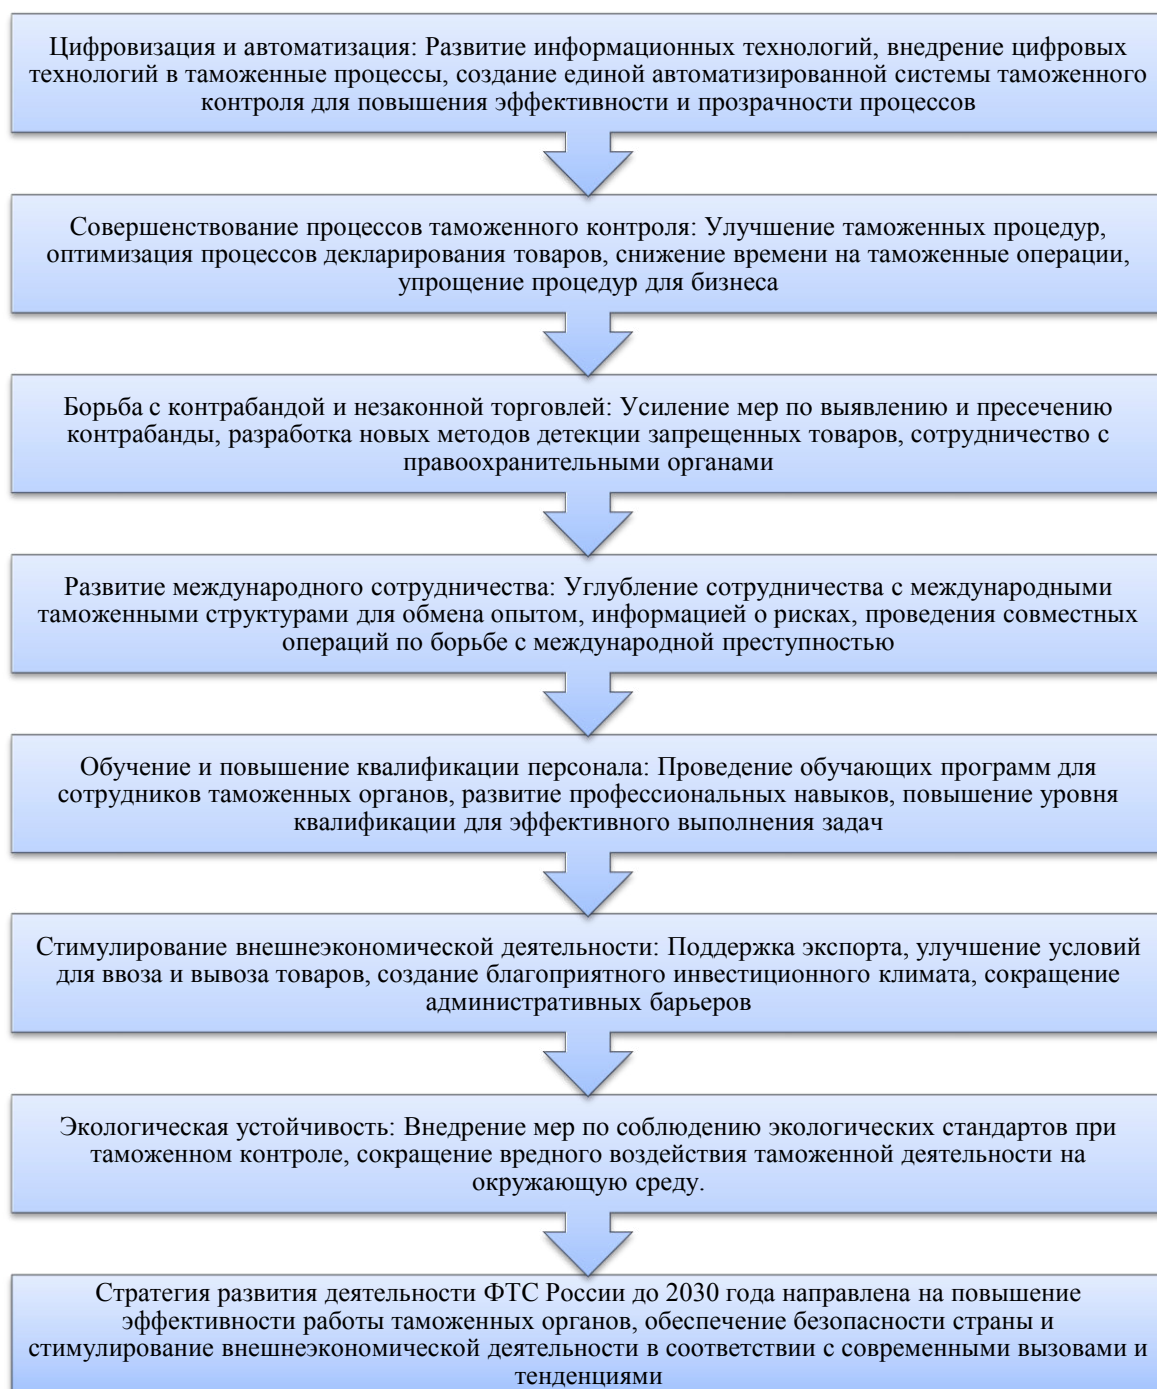 Цифровизация и автоматизация: Развитие информационных технологий, внедрение цифровых
технологий в таможенные процессы, создание единой автоматизированной системы таможенного
контроля для повышения эффективности и прозрачности процессов
Совершенствование процессов таможенного контроля: Улучшение таможенных процедур,
оптимизация процессов декларирования товаров, снижение времени на таможенные операции,
упрощение процедур для бизнеса
Борьба с контрабандой и незаконной торговлей: Усиление мер по выявлению и пресечению
контрабанды, разработка новых методов детекции запрещенных товаров, сотрудничество с
правоохранительными органами
Развитие международного сотрудничества: Углубление сотрудничества с международными
таможенными структурами для обмена опытом, информацией о рисках, проведения совместных
операций по борьбе с международной преступностью
Обучение и повышение квалификации персонала: Проведение обучающих программ для
сотрудников таможенных органов, развитие профессиональных навыков, повышение уровня
квалификации для эффективного выполнения задач
Стимулирование внешнеэкономической деятельности: Поддержка экспорта, улучшение условий
для ввоза и вывоза товаров, создание благоприятного инвестиционного климата, сокращение
административных барьеров
Экологическая устойчивость: Внедрение мер по соблюдению экологических стандартов при
таможенном контроле, сокращение вредного воздействия таможенной деятельности на
окружающую среду.
Стратегия развития деятельности ФТС России до 2030 года направлена на повышение
эффективности работы таможенных органов, обеспечение безопасности страны и
стимулирование внешнеэкономической деятельности в соответствии с современными вызовами и
тенденциями